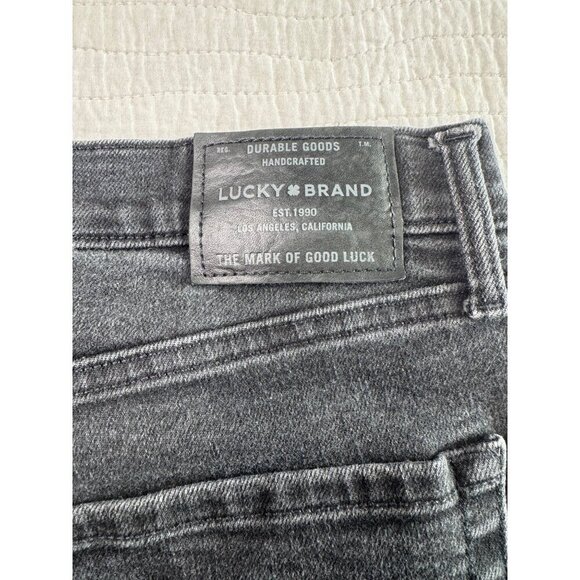 REG. DURABLE GOODS T.M.
HANDCRAFTED
LUCKY BRAND
EST. 1990
LOS ANGELES, CALIFORNIA
THE MARK OF GOOD LUCK